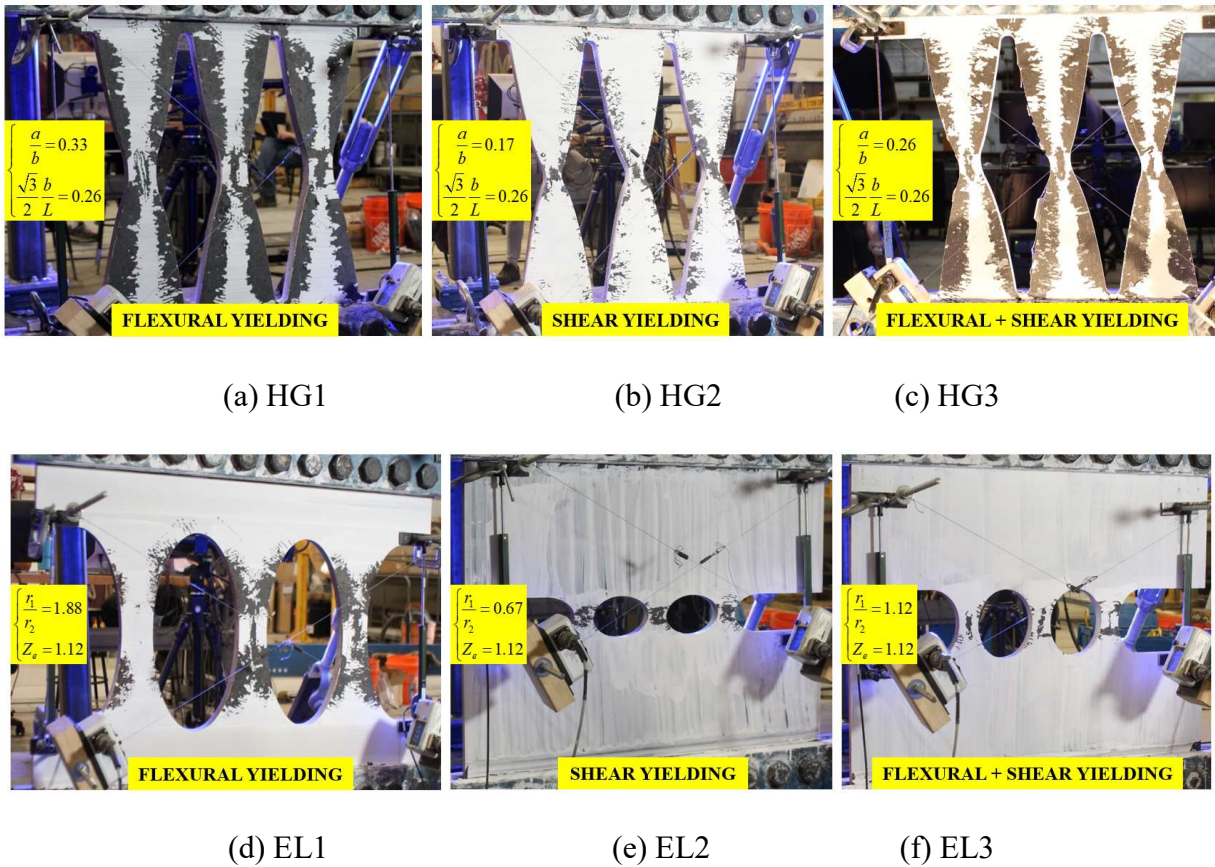 a/b = 0.33
√3/2 b/L = 0.26
FLEXURAL YIELDING
a/b = 0.17
√3/2 b/L = 0.26
SHEAR YIELDING
a/b = 0.26
√3/2 b/L = 0.26
FLEXURAL + SHEAR YIELDING
(a) HG1
(b) HG2
(c) HG3
r₁/r₂ = 1.88
Zₑ = 1.12
FLEXURAL YIELDING
r₁/r₂ = 0.67
Zₑ = 1.12
SHEAR YIELDING
r₁/r₂ = 1.12
Zₑ = 1.12
FLEXURAL + SHEAR YIELDING
(d) EL1
(e) EL2
(f) EL3